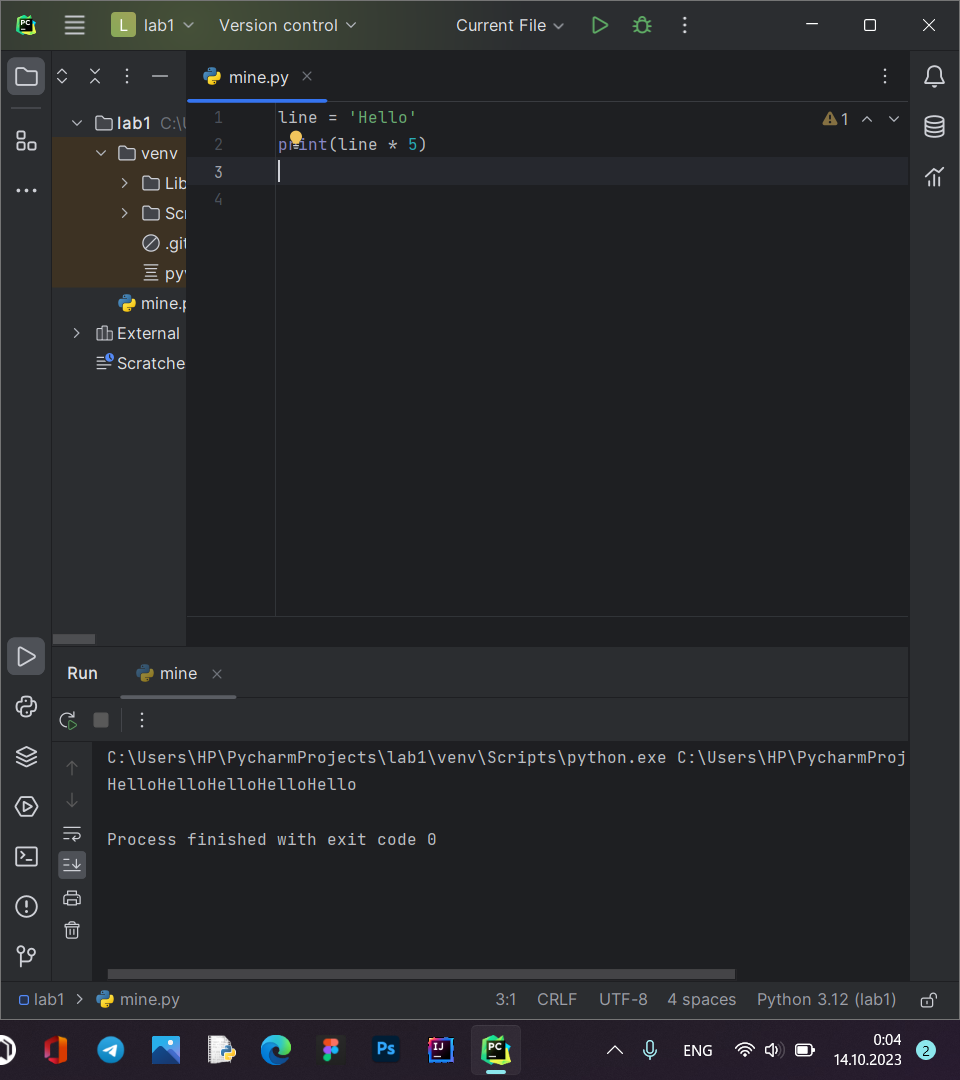 L lab1 Version control Current File
mine.py
lab1 C:\U
venv
Lib
Scr
.git
pyv
mine.p
External
Scratche
1 line = 'Hello'
2 print(line * 5)
3
4
1
Run mine
C:\Users\HP\PycharmProjects\lab1\venv\Scripts\python.exe C:\Users\HP\PycharmProj
HelloHelloHelloHelloHello
Process finished with exit code 0
lab1 mine.py 3:1 CRLF UTF-8 4 spaces Python 3.12 (lab1)
Ps IJ PC ENG 0:04
14.10.2023 2